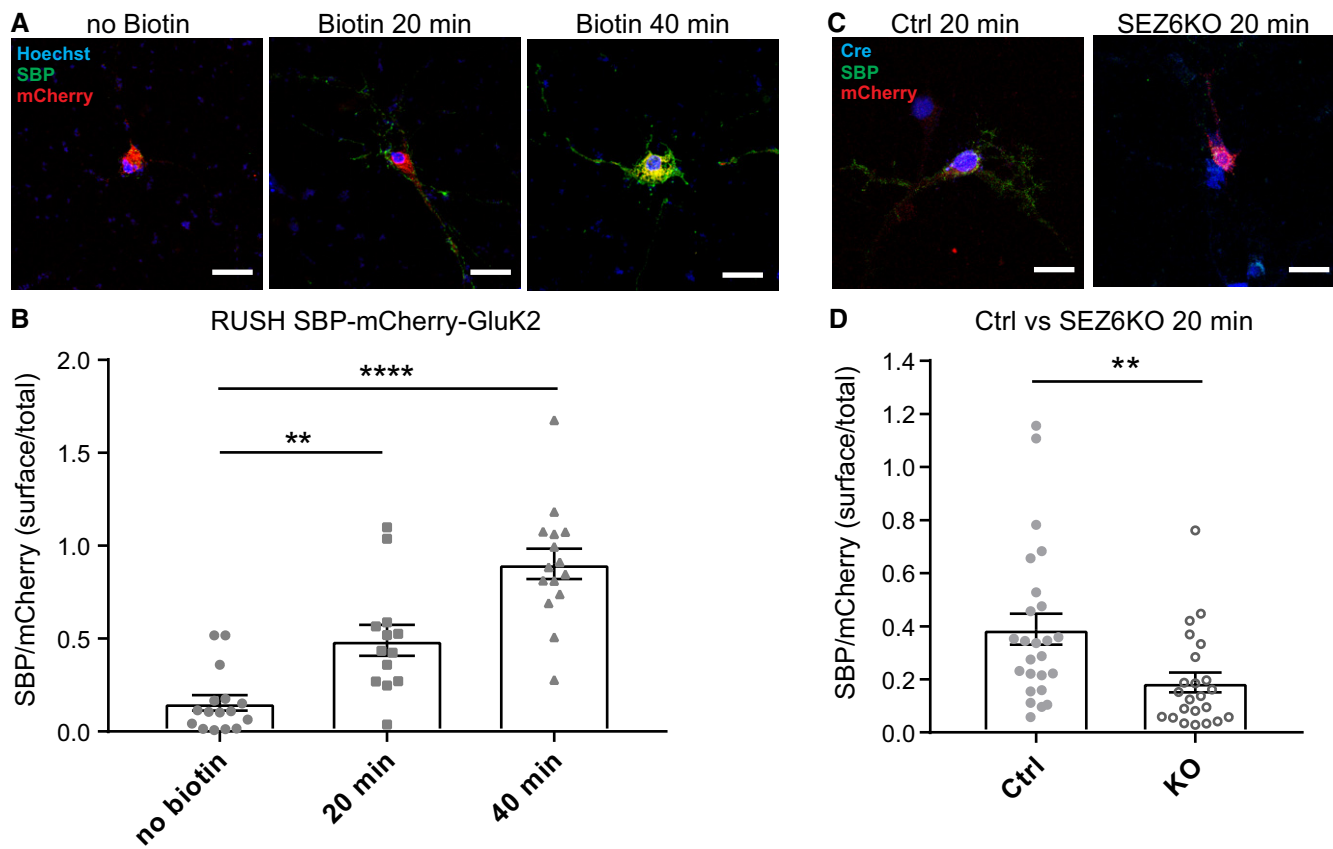 A
no Biotin
Biotin 20 min
Biotin 40 min
Hoechst
SBP
mCherry
B
RUSH SBP-mCherry-GluK2
SBP/mCherry (surface/total)
2.0
1.5
1.0
0.5
0.0
****
**
no biotin
20 min
40 min
C
Ctrl 20 min
SEZ6KO 20 min
Cre
SBP
mCherry
D
Ctrl vs SEZ6KO 20 min
SBP/mCherry (surface/total)
1.4
1.2
1.0
0.8
0.6
0.4
0.2
0.0
**
Ctrl
KO